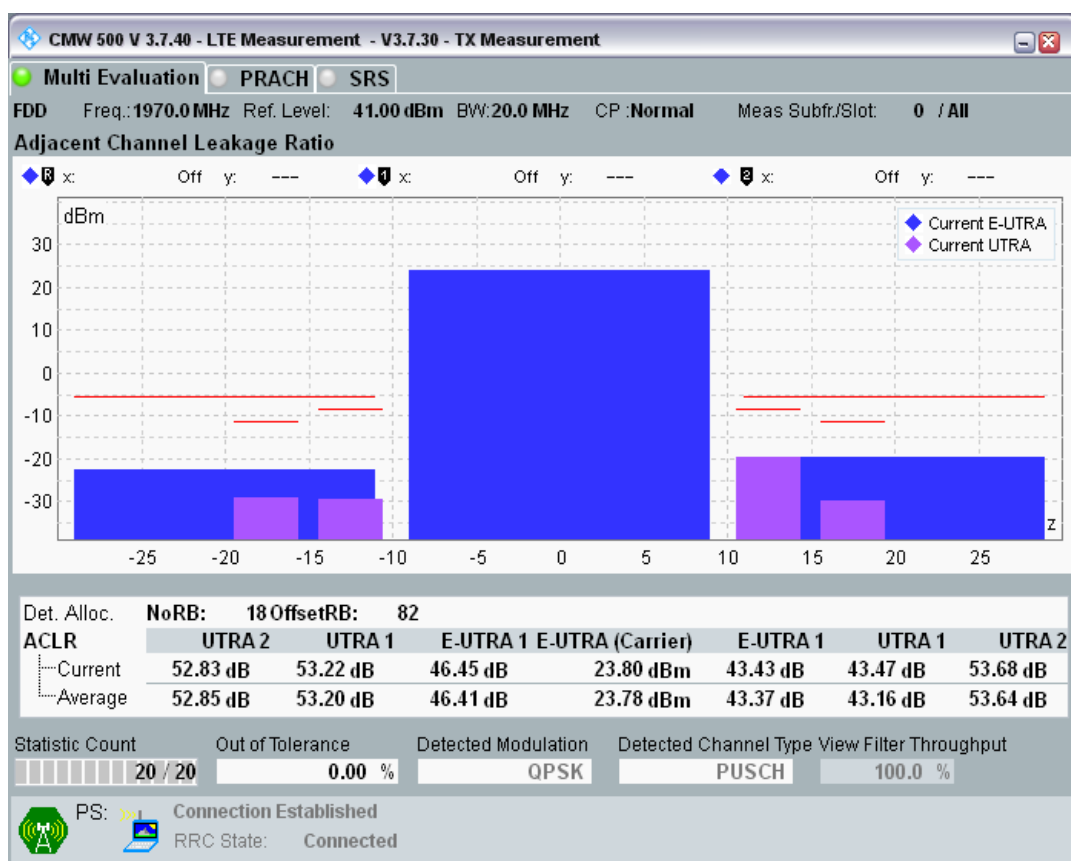 CMW 500 V 3.7.40 - LTE Measurement - V3.7.30 - TX Measurement
Multi Evaluation PRACH SRS
FDD Freq.: 1970.0 MHz Ref. Level: 41.00 dBm BW: 20.0 MHz CP : Normal Meas Subfr./Slot: 0 / All
Adjacent Channel Leakage Ratio
R x: Off y: --- 1 x: Off y: --- 2 x: Off y: ---
dBm
Current E-UTRA
Current UTRA
30
20
10
0
-10
-20
-30
z
-25 -20 -15 -10 -5 0 5 10 15 20 25
Det. Alloc. NoRB: 18 OffsetRB: 82
ACLR UTRA 2 UTRA 1 E-UTRA 1 E-UTRA (Carrier) E-UTRA 1 UTRA 1 UTRA 2
Current 52.83 dB 53.22 dB 46.45 dB 23.80 dBm 43.43 dB 43.47 dB 53.68 dB
Average 52.85 dB 53.20 dB 46.41 dB 23.78 dBm 43.37 dB 43.16 dB 53.64 dB
Statistic Count Out of Tolerance Detected Modulation Detected Channel Type View Filter Throughput
20 / 20 0.00 % QPSK PUSCH 100.0 %
PS: Connection Established
RRC State: Connected